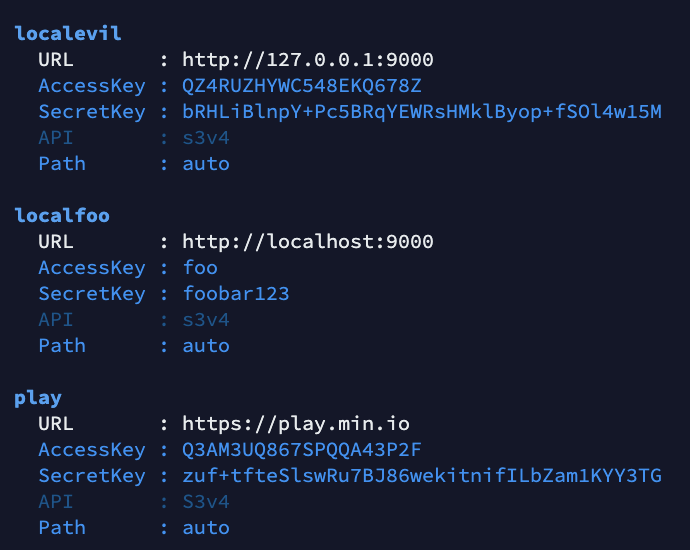 localevil
URL : http://127.0.0.1:9000
AccessKey : QZ4RUZHYWC548EKQ678Z
SecretKey : bRHLiBlnpY+Pc5BRqYEWRsHMklByop+fSOl4w15M
API : s3v4
Path : auto
localfoo
URL : http://localhost:9000
AccessKey : foo
SecretKey : foobar123
API : s3v4
Path : auto
play
URL : https://play.min.io
AccessKey : Q3AM3UQ867SPQQA43P2F
SecretKey : zuf+tfteSlswRu7BJ86wekitnifILbZam1KYY3TG
API : S3v4
Path : auto